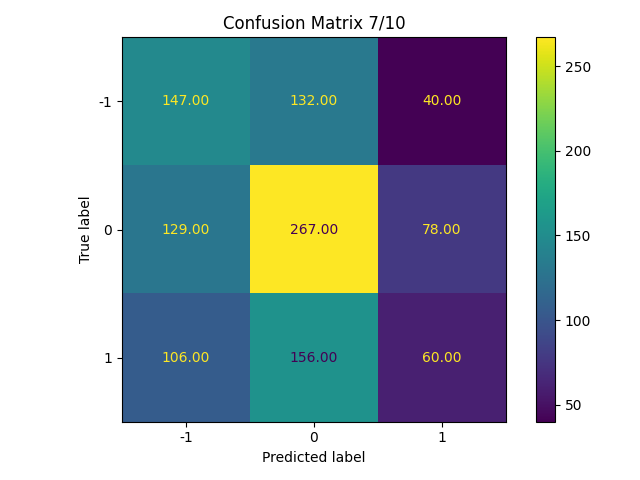 Confusion Matrix 7/10
True label
-1 147.00 132.00 40.00
0 129.00 267.00 78.00
1 106.00 156.00 60.00
-1 0 1
Predicted label
250
200
150
100
50